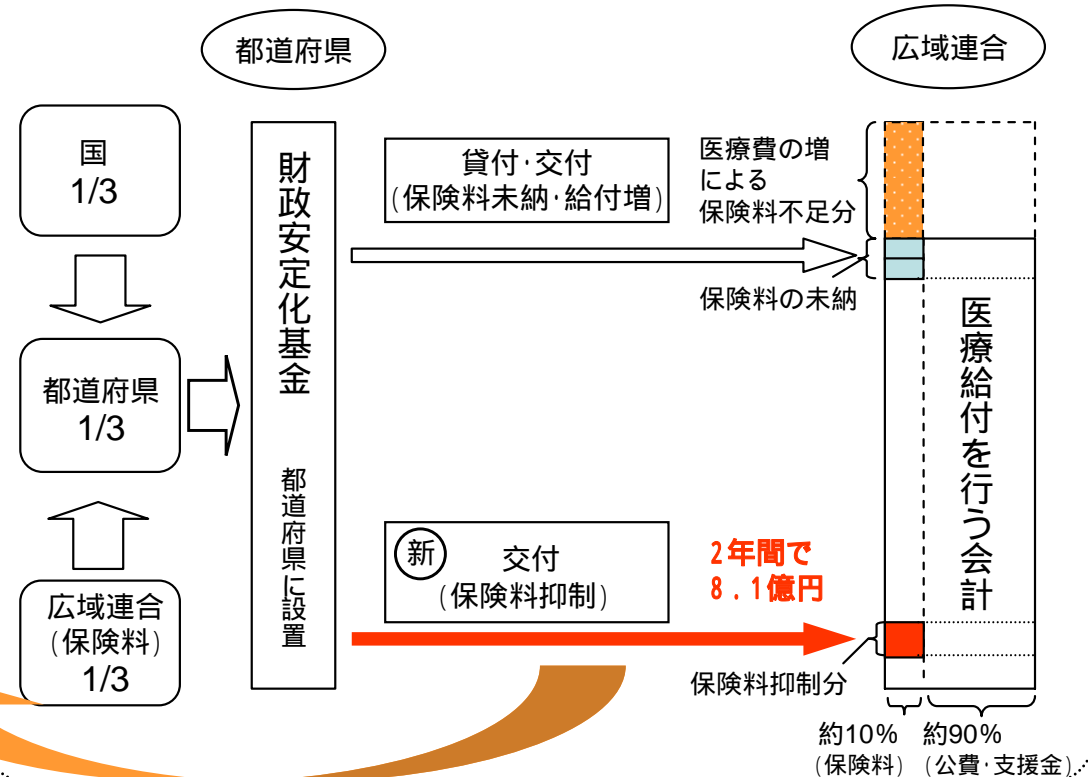 都道府県
広域連合
国
1/3
都道府県
1/3
広域連合
(保険料)
1/3
財政安定化基金
都道府県に設置
貸付･交付
(保険料未納･給付増)
医療費の増
による
保険料不足分
保険料の未納
新
交付
(保険料抑制)
2年間で
8.1億円
保険料抑制分
医療給付を行う会計
約10%
(保険料)
約90%
(公費･支援金)